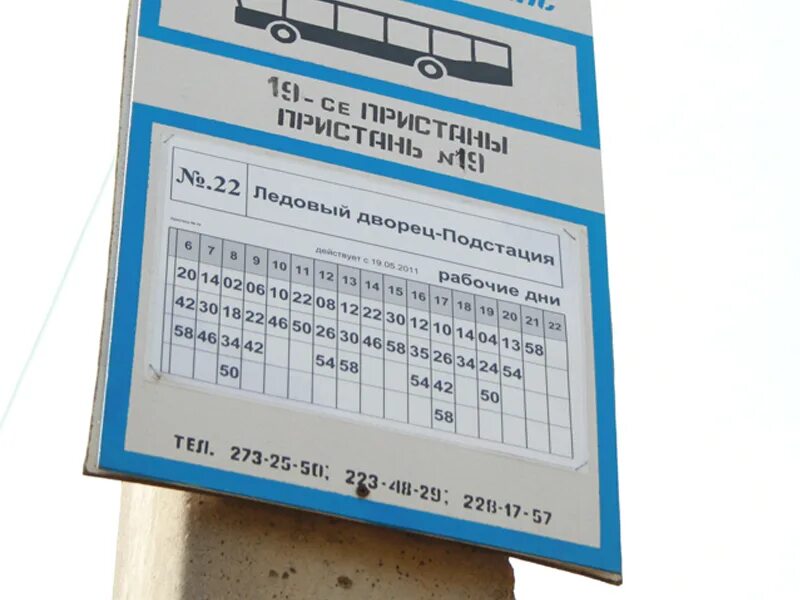 19-се ПРИСТАНЫ
ПРИСТАНЬ №19
№.22 Ледовый дворец-Подстация
действует с 19.05.2011 рабочие дни
6 7 8 9 10 11 12 13 14 15 16 17 18 19 20 21 22
20 14 02 06 10 22 08 12 22 30 12 10 14 04 13 58
42 30 18 22 46 50 26 30 46 58 35 26 34 24 54
58 46 34 42 54 58 54 42 50
50 58
ТЕЛ. 273-25-50; 223-48-29; 228-17-57